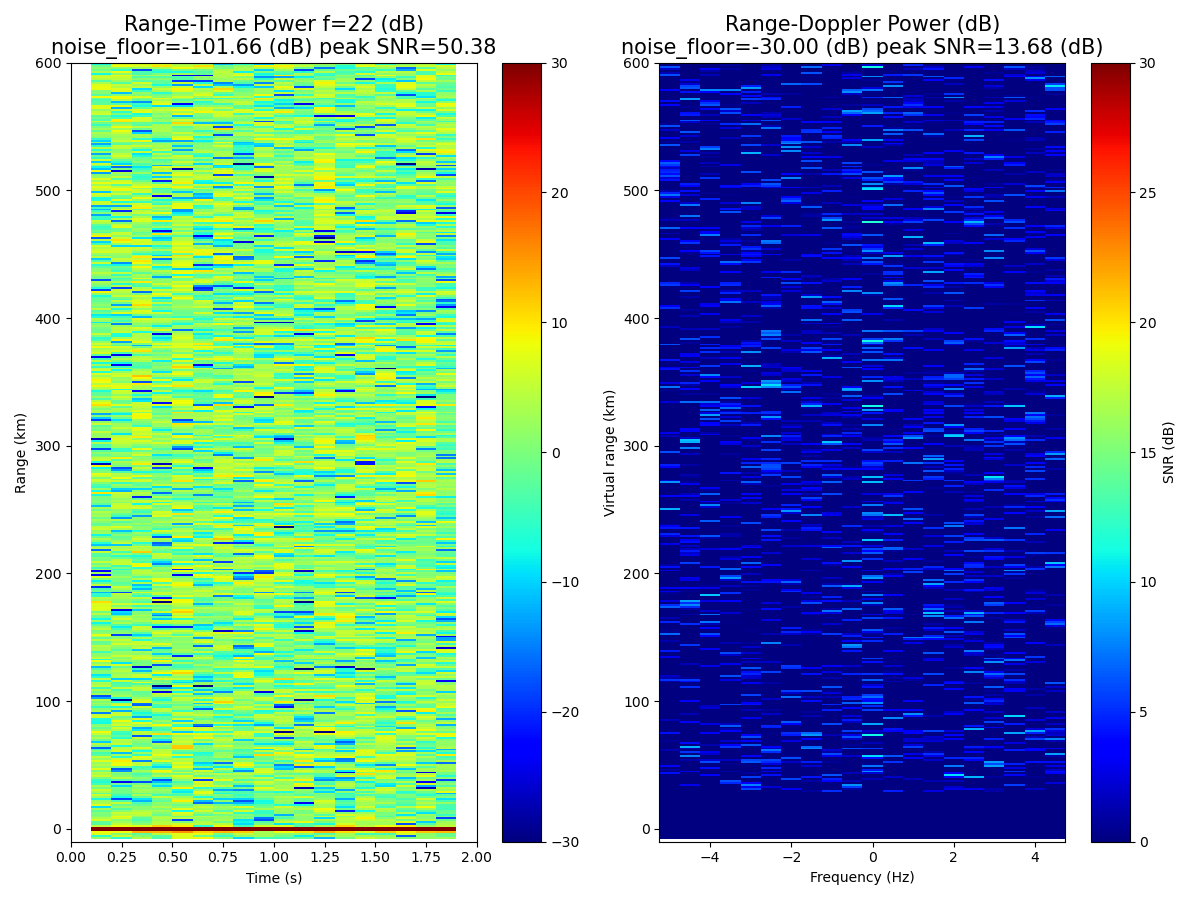 Range-Time Power f=22 (dB)
noise_floor=-101.66 (dB) peak SNR=50.38
600
500
400
300
200
100
0
Range (km)
0.00 0.25 0.50 0.75 1.00 1.25 1.50 1.75 2.00
Time (s)
30
20
10
0
−10
−20
−30
Range-Doppler Power (dB)
noise_floor=-30.00 (dB) peak SNR=13.68 (dB)
600
500
400
300
200
100
0
Virtual range (km)
−4 −2 0 2 4
Frequency (Hz)
30
25
20
15
10
5
0
SNR (dB)